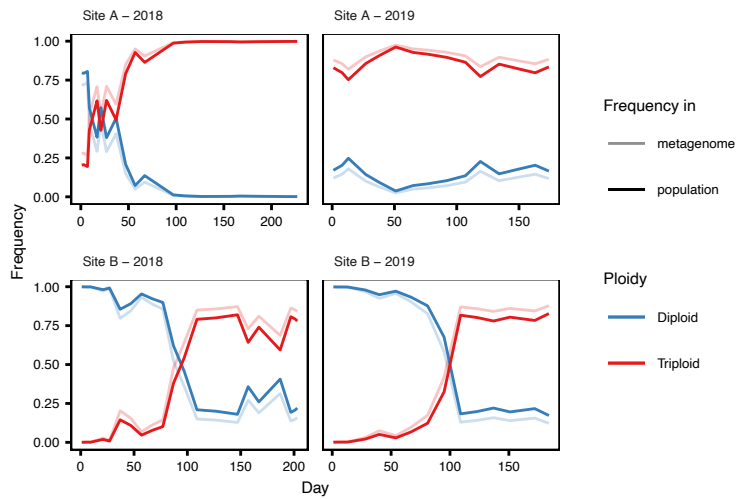 Site A – 2018
Site A – 2019
1.00
0.75
0.50
0.25
0.00
0 50 100 150 200
0 50 100 150
Site B – 2018
Site B – 2019
1.00
0.75
0.50
0.25
0.00
0 50 100 150 200
0 50 100 150
Frequency
Day
Frequency in
metagenome
population
Ploidy
Diploid
Triploid